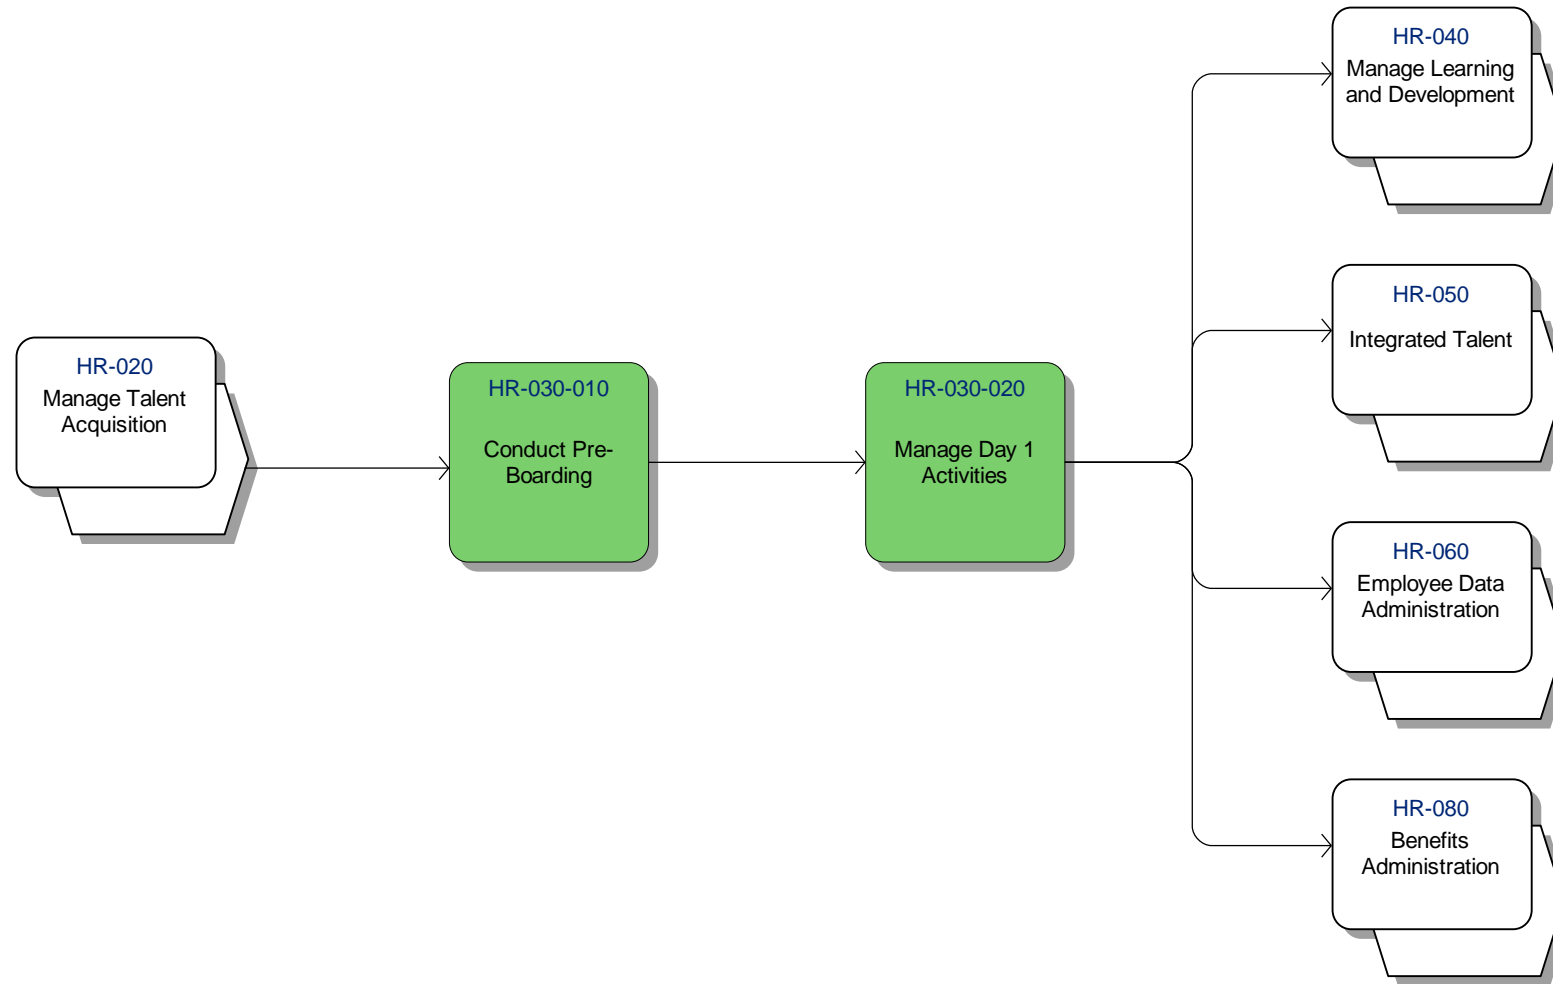 HR-020
Manage Talent
Acquisition
HR-030-010
Conduct Pre-
Boarding
HR-030-020
Manage Day 1
Activities
HR-040
Manage Learning
and Development
HR-050
Integrated Talent
HR-060
Employee Data
Administration
HR-080
Benefits
Administration